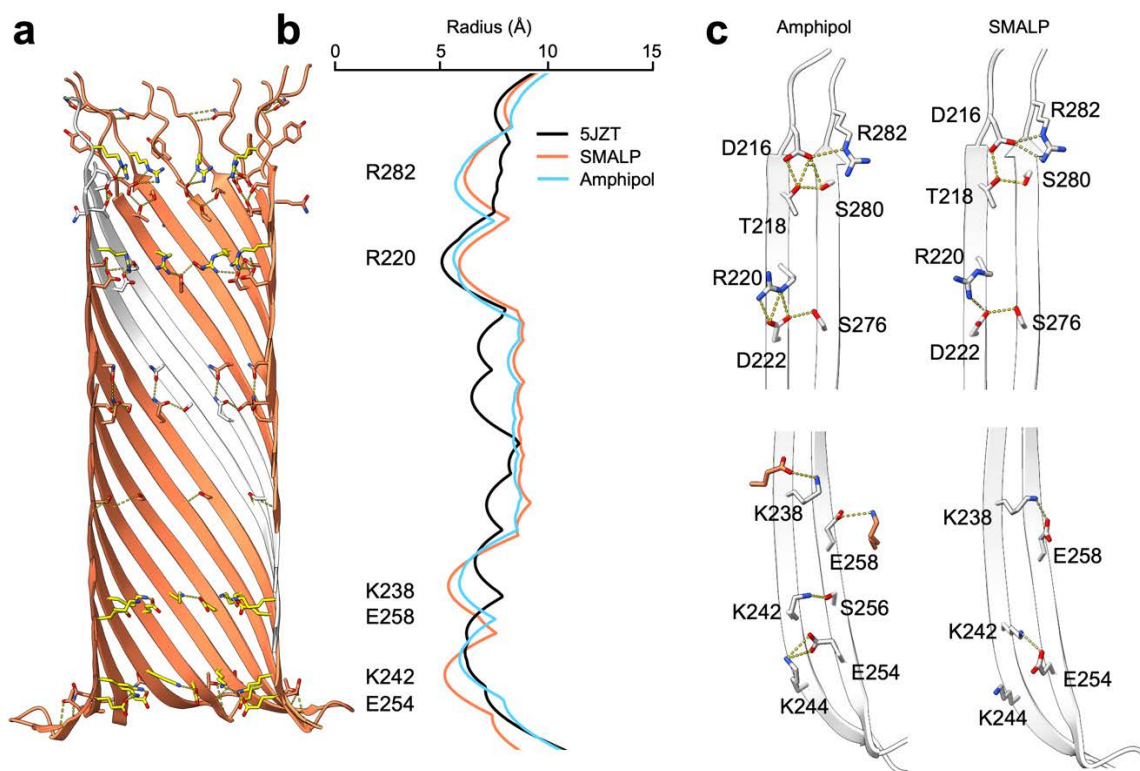 a
b
Radius (Å)
0 5 10 15
5JZT
SMALP
Amphipol
R282
R220
K238
E258
K242
E254
c
Amphipol
SMALP
D216
R282
T218
S280
R220
S276
D222
D216
R282
S280
T218
R220
S276
D222
K238
E258
K242
S256
E254
K244
K238
E258
K242
E254
K244